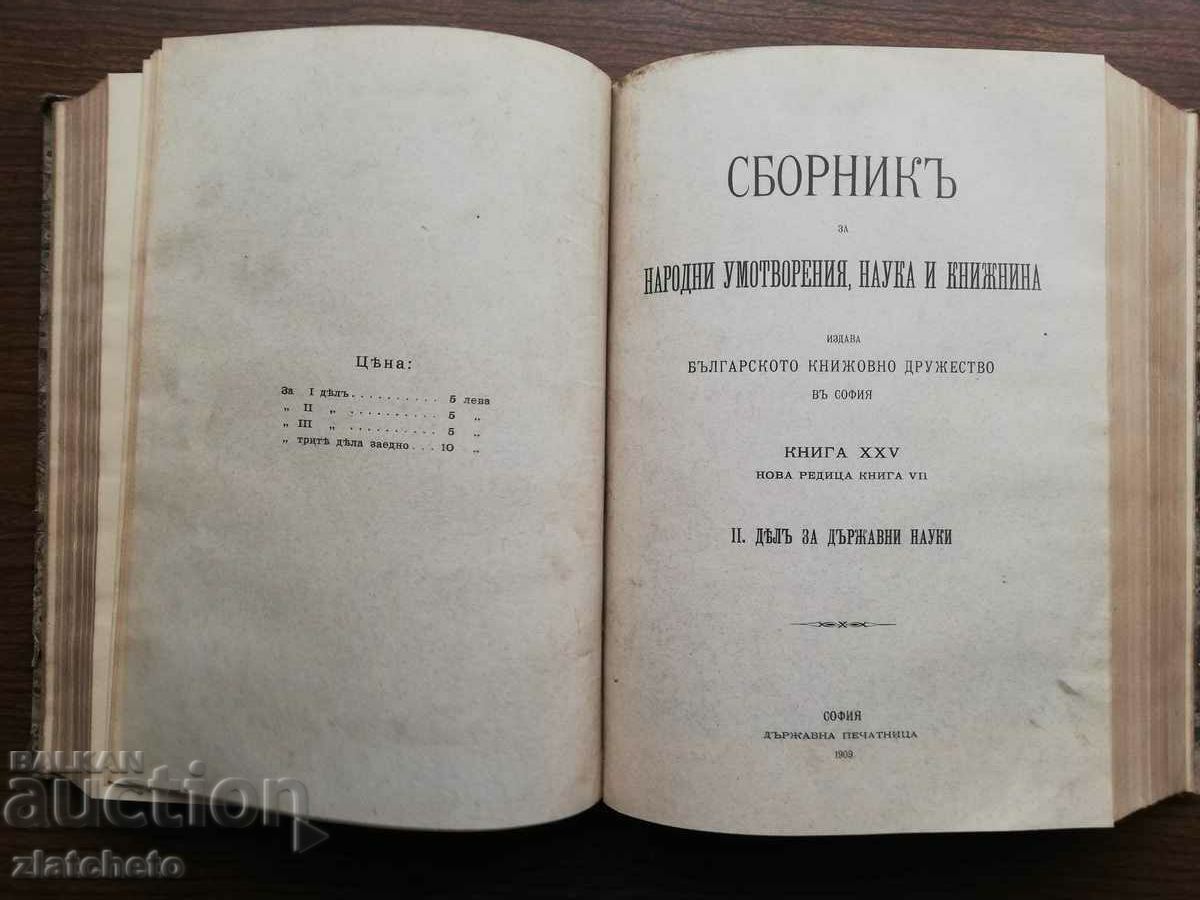 Цѣна:
За I дѣлъ.......... 5 лева
„ II „ .......... 5 „
„ III „ .......... 5 „
„ тритѣ дѣла заедно... 10 „
СБОРНИКЪ
ЗА
НАРОДНИ УМОТВОРЕНИЯ, НАУКА И КНИЖНИНА
ИЗДАВА
БЪЛГАРСКОТО КНИЖОВНО ДРУЖЕСТВО
ВЪ СОФИЯ
КНИГА XXV
НОВА РЕДИЦА КНИГА VII
II. ДѢЛЪ ЗА ДЪРЖАВНИ НАУКИ
СОФИЯ
ДЪРЖАВНА ПЕЧАТНИЦА
1909
BALKAN
auction
zlatcheto